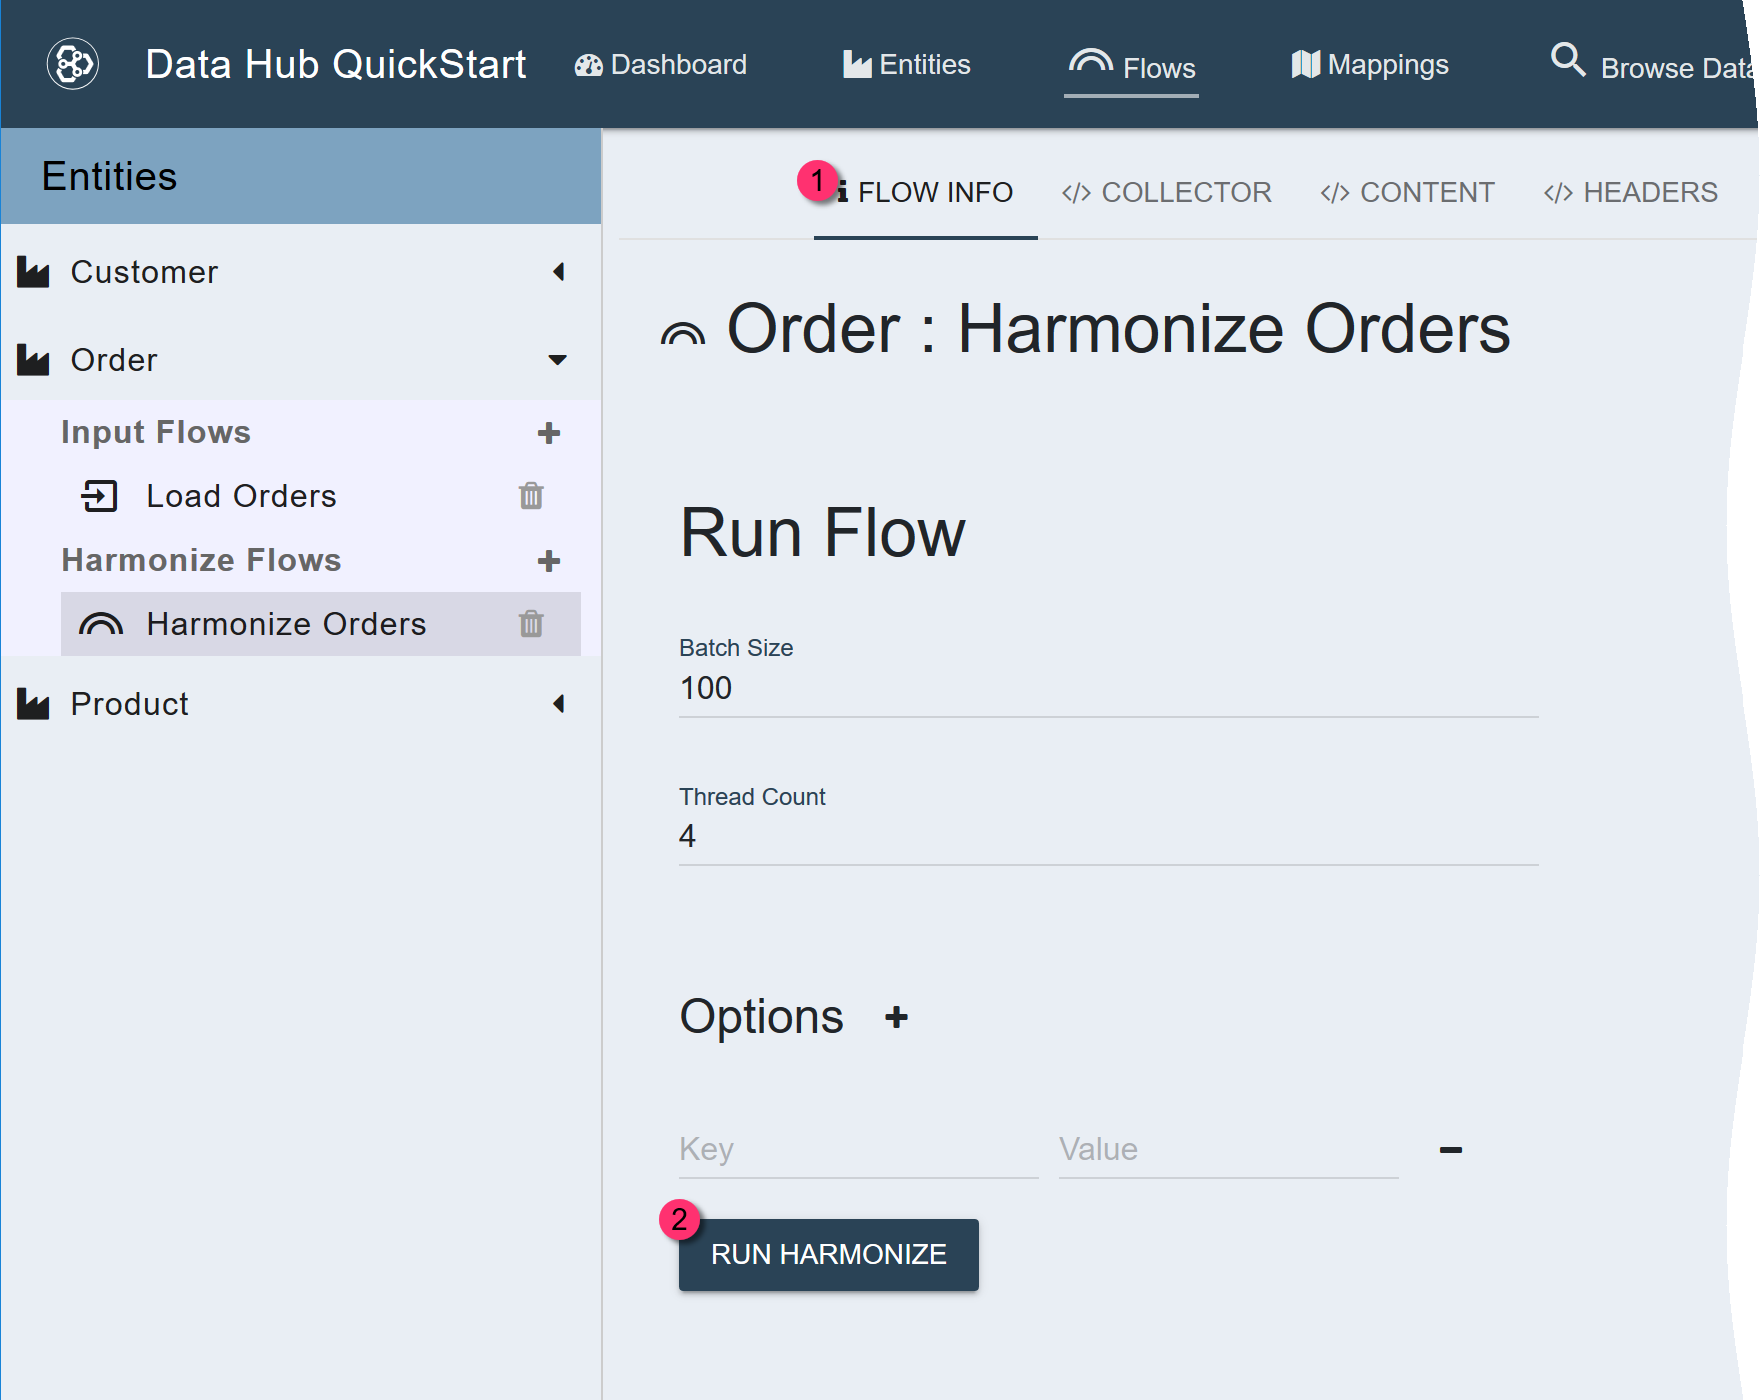 Data Hub QuickStart Dashboard Entities Flows Mappings Browse Data
Entities
Customer
Order
Input Flows
Load Orders
Harmonize Flows
Harmonize Orders
Product
1 FLOW INFO </> COLLECTOR </> CONTENT </> HEADERS
Order : Harmonize Orders
Run Flow
Batch Size
100
Thread Count
4
Options
Key Value
2
RUN HARMONIZE